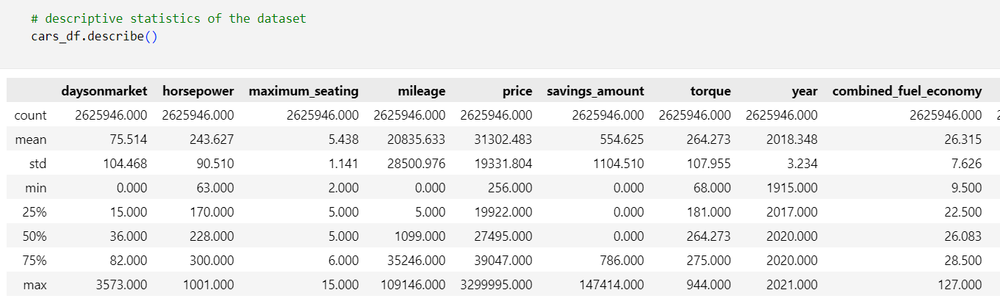 # descriptive statistics of the dataset
cars_df.describe()
daysonmarket horsepower maximum_seating mileage price savings_amount torque year combined_fuel_economy
count 2625946.000 2625946.000 2625946.000 2625946.000 2625946.000 2625946.000 2625946.000 2625946.000 2625946.000
mean 75.514 243.627 5.438 20835.633 31302.483 554.625 264.273 2018.348 26.315
std 104.468 90.510 1.141 28500.976 19331.804 1104.510 107.955 3.234 7.626
min 0.000 63.000 2.000 0.000 256.000 0.000 68.000 1915.000 9.500
25% 15.000 170.000 5.000 5.000 19922.000 0.000 181.000 2017.000 22.500
50% 36.000 228.000 5.000 1099.000 27495.000 0.000 264.273 2020.000 26.083
75% 82.000 300.000 6.000 35246.000 39047.000 786.000 275.000 2020.000 28.500
max 3573.000 1001.000 15.000 109146.000 3299995.000 147414.000 944.000 2021.000 127.000